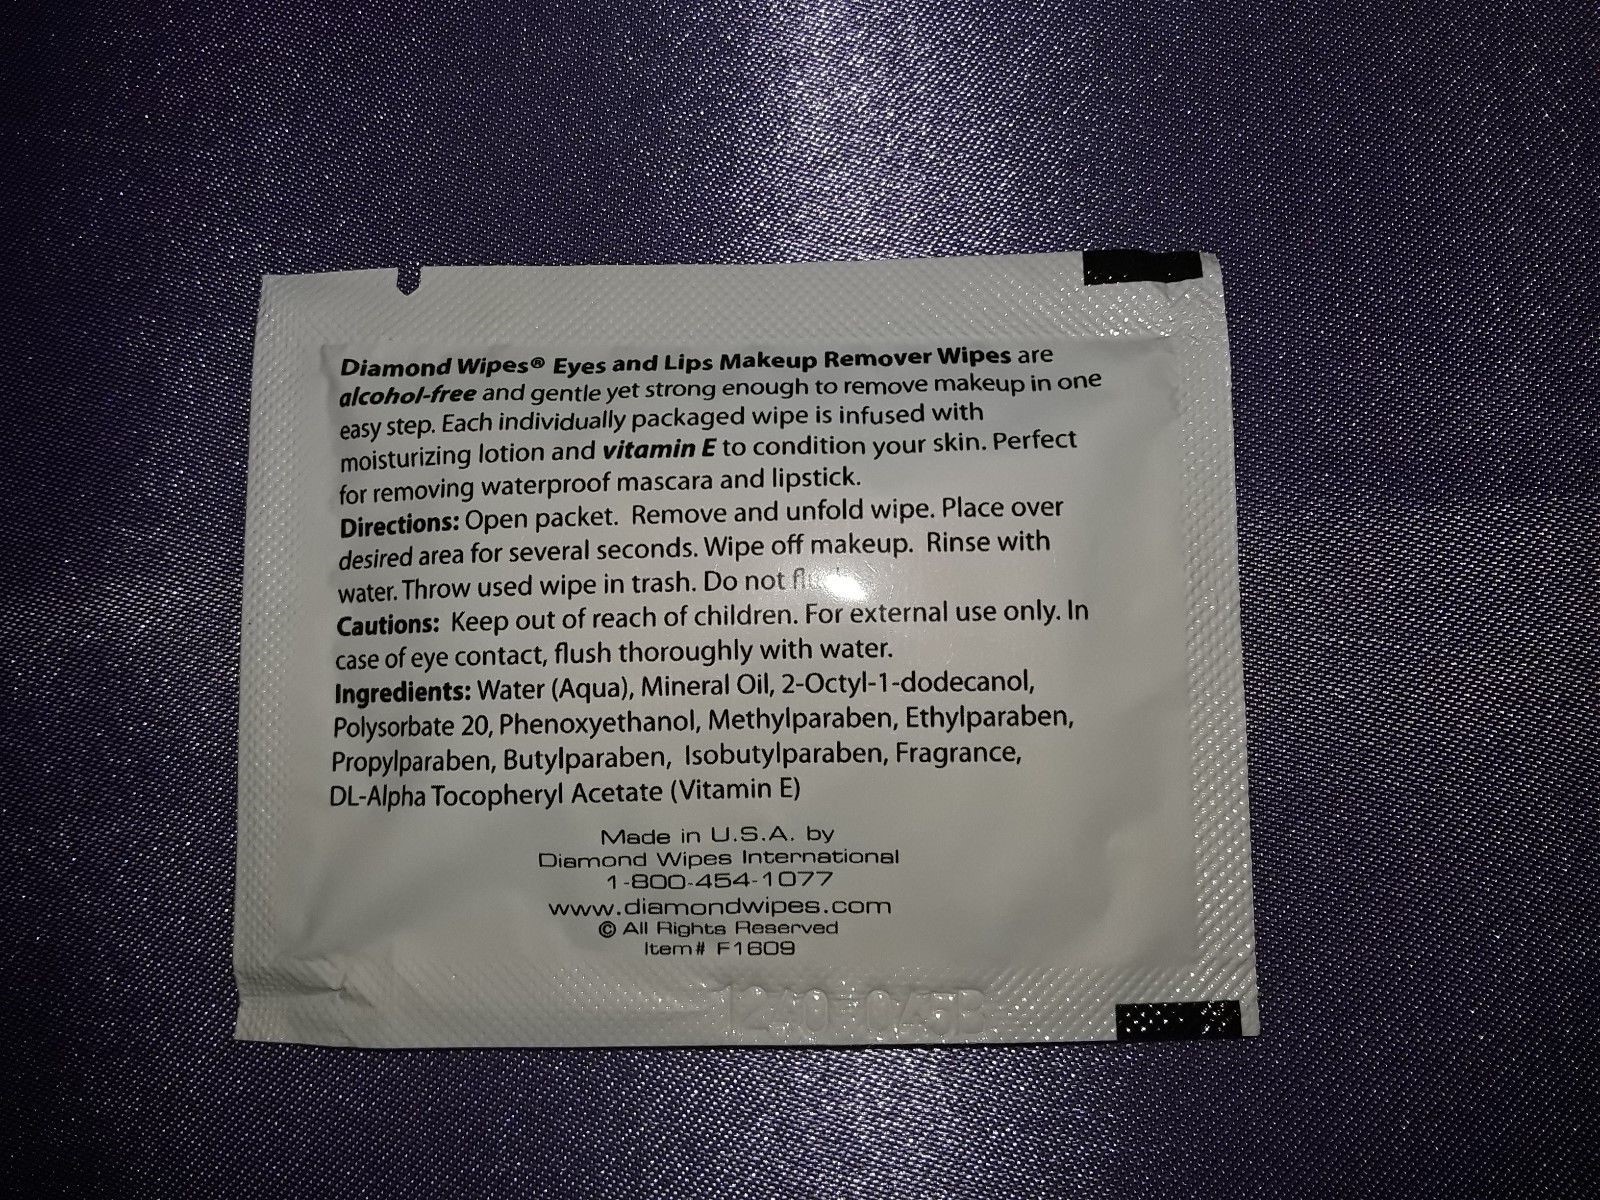 Diamond Wipes® Eyes and Lips Makeup Remover Wipes are
alcohol-free and gentle yet strong enough to remove makeup in one
easy step. Each individually packaged wipe is infused with
moisturizing lotion and vitamin E to condition your skin. Perfect
for removing waterproof mascara and lipstick.
Directions: Open packet. Remove and unfold wipe. Place over
desired area for several seconds. Wipe off makeup. Rinse with
water. Throw used wipe in trash. Do not
Cautions: Keep out of reach of children. For external use only. In
case of eye contact, flush thoroughly with water.
Ingredients: Water (Aqua), Mineral Oil, 2-Octyl-1-dodecanol,
Polysorbate 20, Phenoxyethanol, Methylparaben, Ethylparaben,
Propylparaben, Butylparaben, Isobutylparaben, Fragrance,
DL-Alpha Tocopheryl Acetate (Vitamin E)
Made in U.S.A. by
Diamond Wipes International
1-800-454-1077
www.diamondwipes.com
© All Rights Reserved
Item# F1609